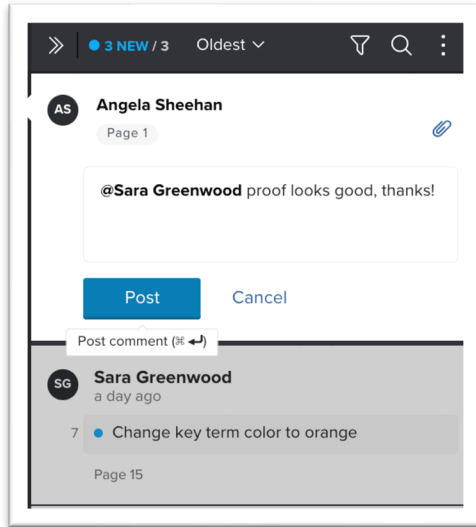 3 NEW / 3 Oldest
AS Angela Sheehan
Page 1
@Sara Greenwood proof looks good, thanks!
Post Cancel
Post comment (⌘ ↵)
SG Sara Greenwood
a day ago
7 Change key term color to orange
Page 15